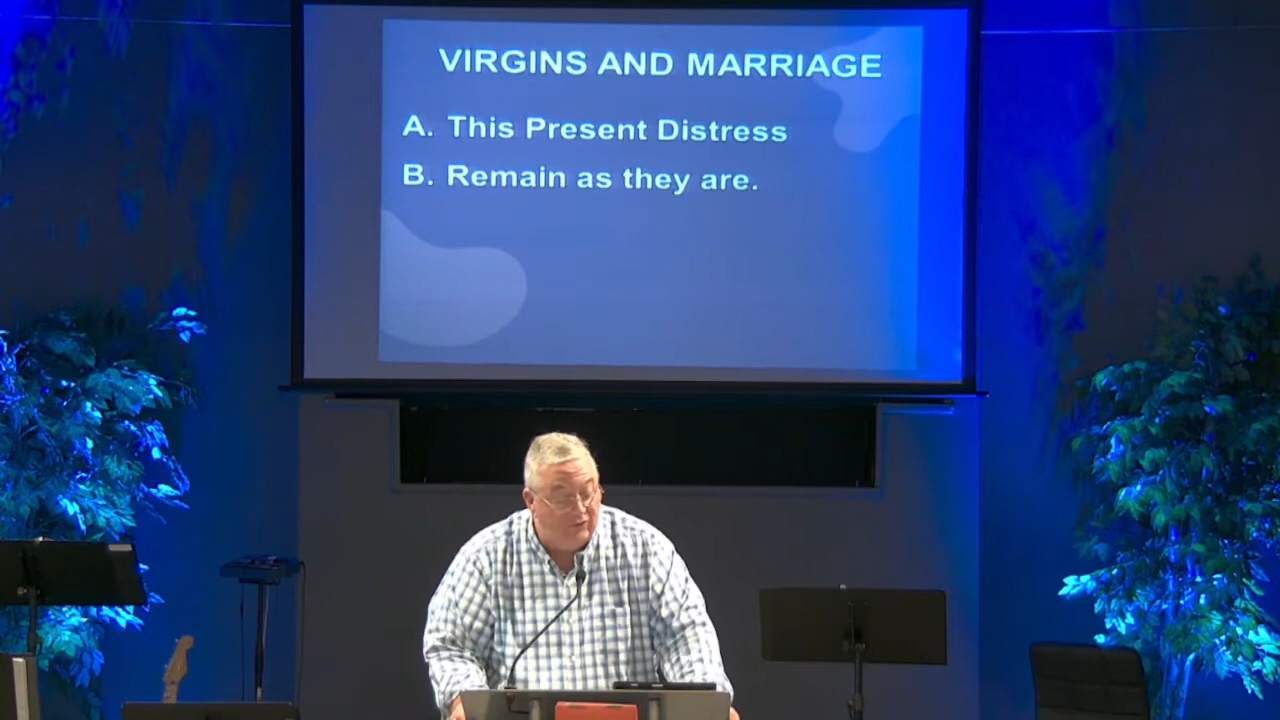 VIRGINS AND MARRIAGE
A. This Present Distress
B. Remain as they are.